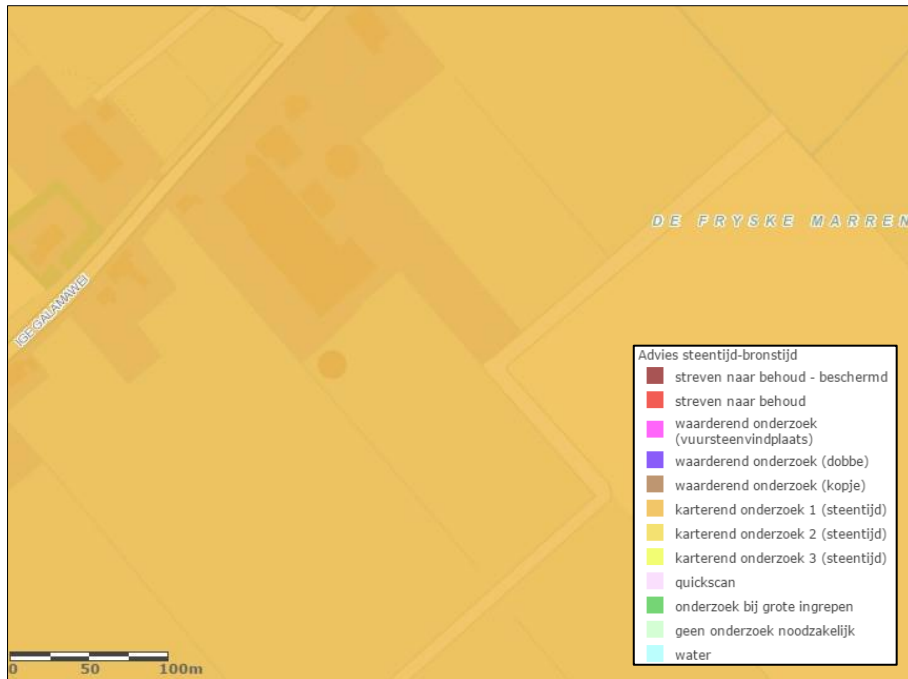 DE FRYSKE MARREN
IGE GALAMAWEI
Advies steentijd-bronstijd
streven naar behoud - beschermd
streven naar behoud
waarderend onderzoek
(vuursteenvindplaats)
waarderend onderzoek (dobbe)
waarderend onderzoek (kopje)
karterend onderzoek 1 (steentijd)
karterend onderzoek 2 (steentijd)
karterend onderzoek 3 (steentijd)
quickscan
onderzoek bij grote ingrepen
geen onderzoek noodzakelijk
water
0 50 100m